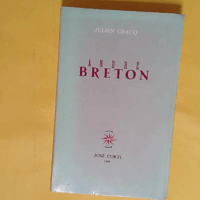 JULIEN GRACQ
ANDRÉ
BRETON
JOSÉ CORTI